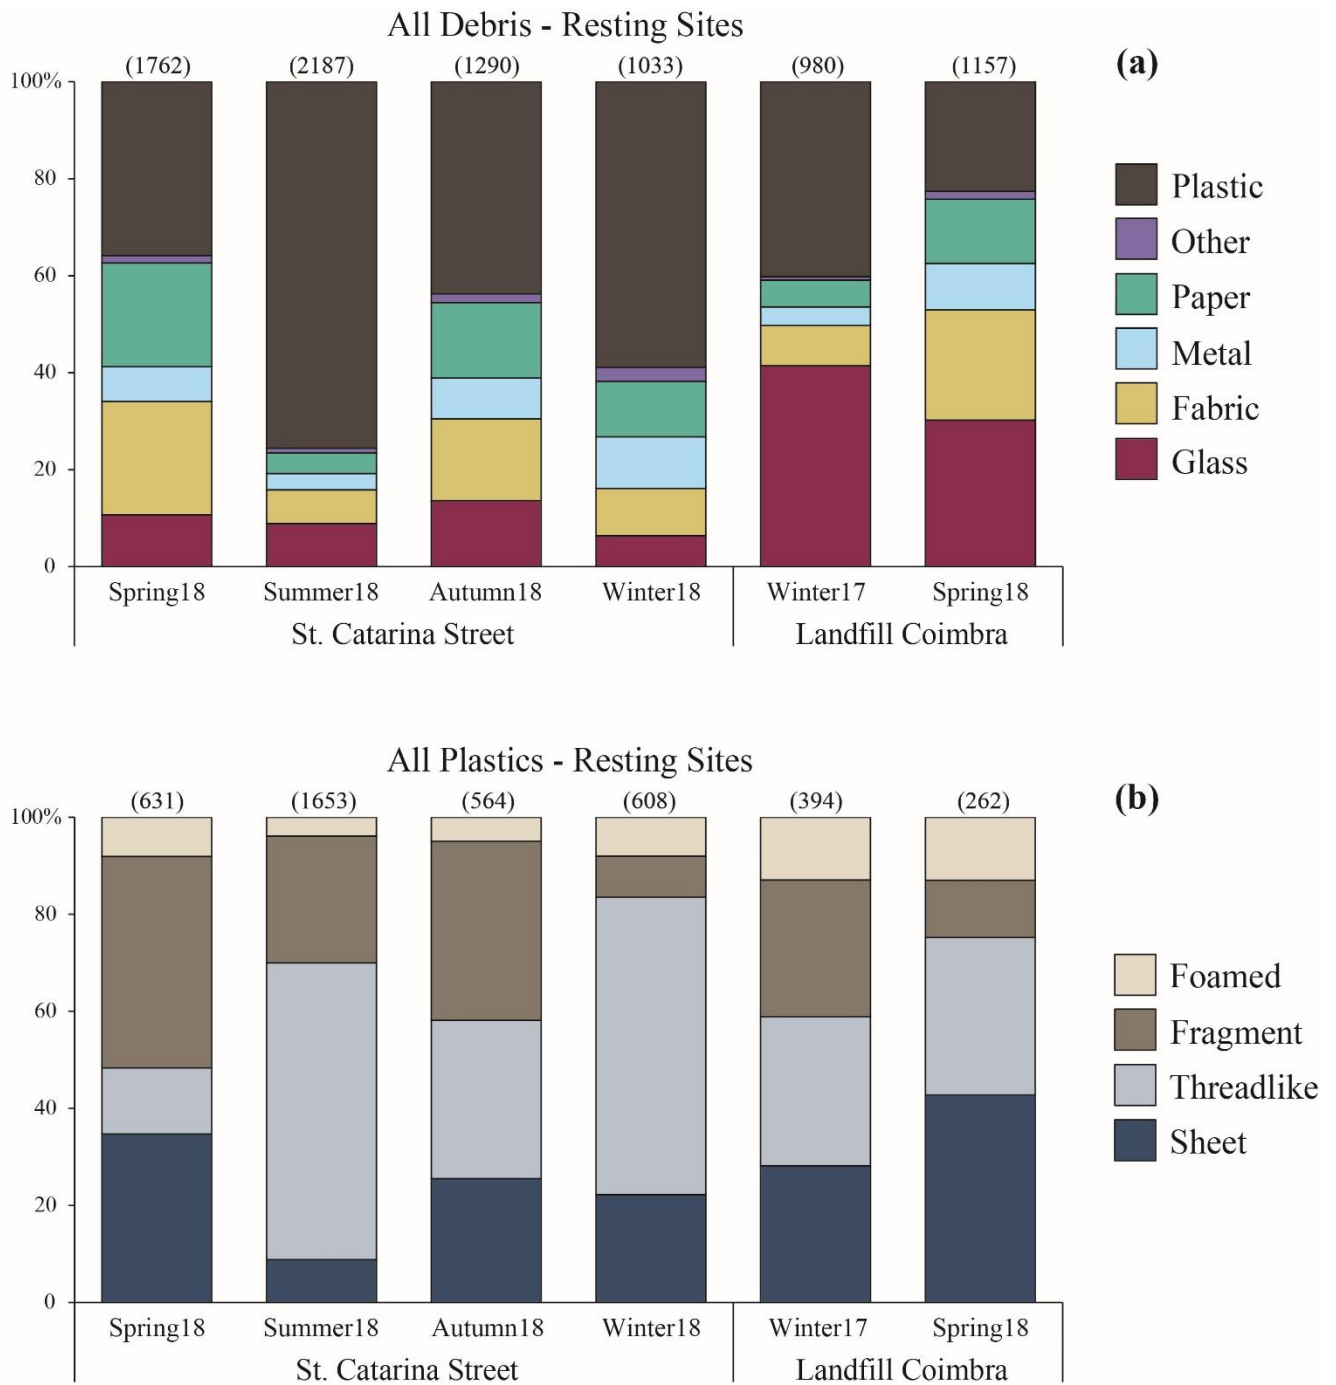 All Debris - Resting Sites
(1762) (2187) (1290) (1033) (980) (1157) (a)
100%
80
60
40
20
0
Plastic
Other
Paper
Metal
Fabric
Glass
Spring18 Summer18 Autumn18 Winter18 Winter17 Spring18
St. Catarina Street Landfill Coimbra
All Plastics - Resting Sites
(631) (1653) (564) (608) (394) (262) (b)
100%
80
60
40
20
0
Foamed
Fragment
Threadlike
Sheet
Spring18 Summer18 Autumn18 Winter18 Winter17 Spring18
St. Catarina Street Landfill Coimbra